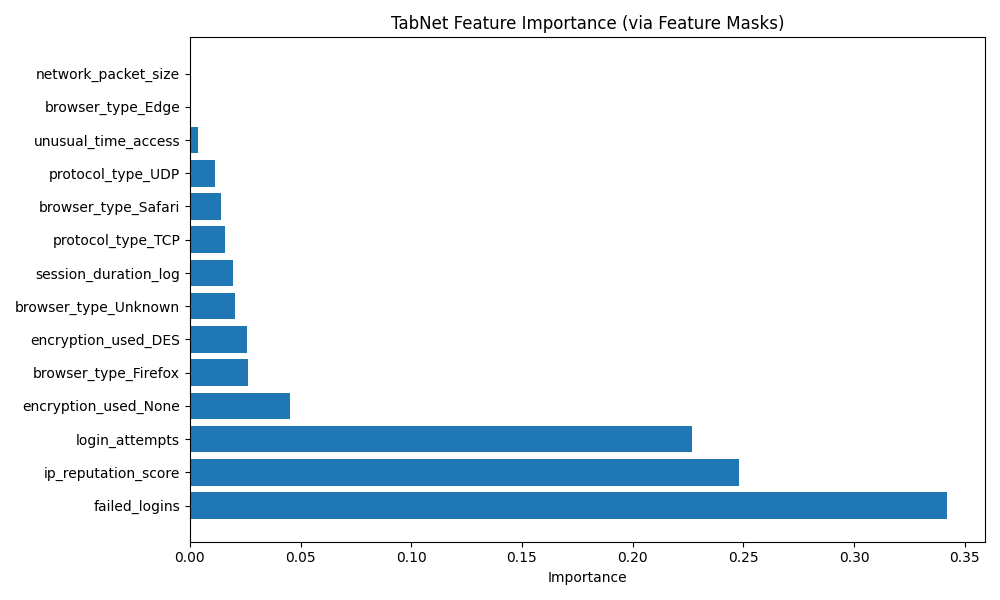 TabNet Feature Importance (via Feature Masks)
network_packet_size
browser_type_Edge
unusual_time_access
protocol_type_UDP
browser_type_Safari
protocol_type_TCP
session_duration_log
browser_type_Unknown
encryption_used_DES
browser_type_Firefox
encryption_used_None
login_attempts
ip_reputation_score
failed_logins
0.00 0.05 0.10 0.15 0.20 0.25 0.30 0.35
Importance